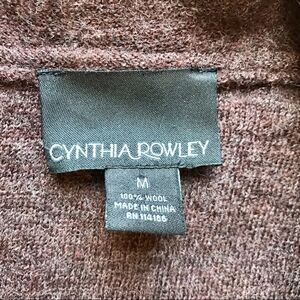 CYNTHIA ROWLEY
M
100% WOOL
MADE IN CHINA
RN 114186